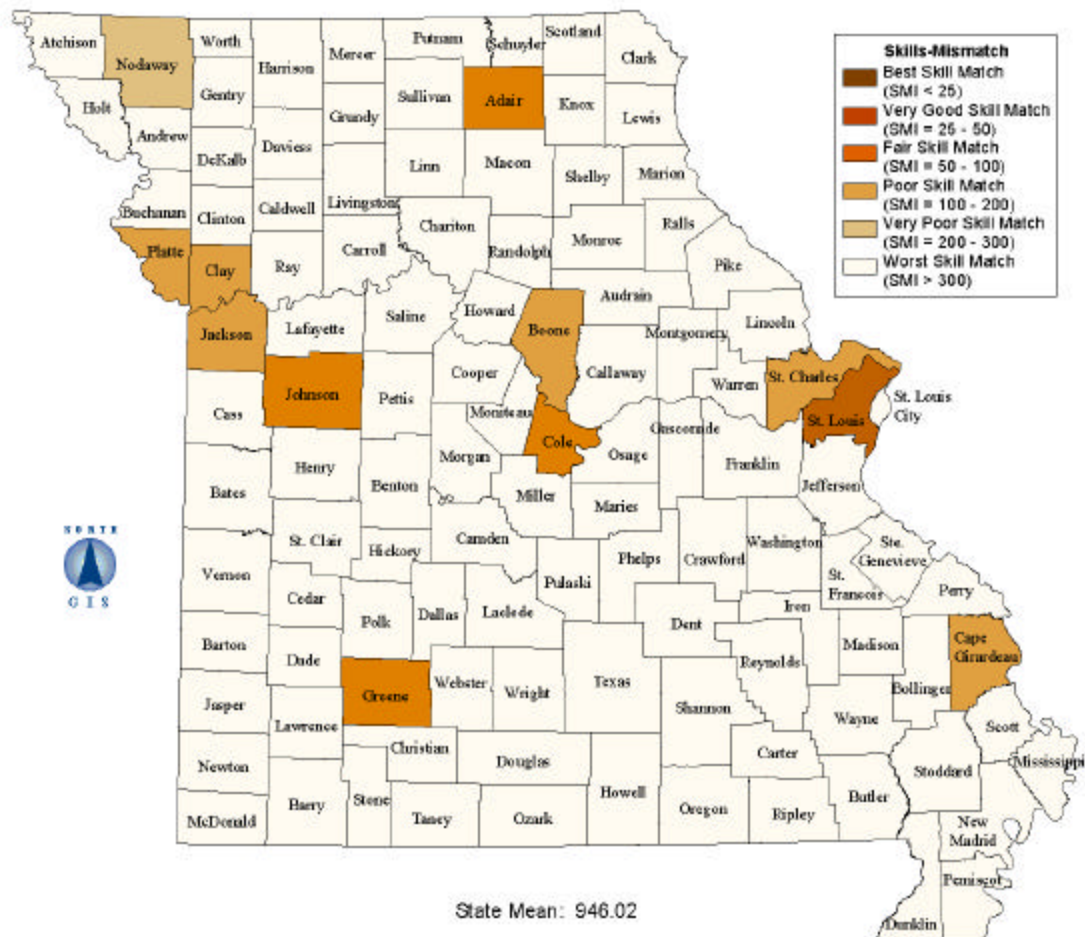 Skills-Mismatch
Best Skill Match
(SMI < 25)
Very Good Skill Match
(SMI = 25 - 50)
Fair Skill Match
(SMI = 50 - 100)
Poor Skill Match
(SMI = 100 - 200)
Very Poor Skill Match
(SMI = 200 - 300)
Worst Skill Match
(SMI > 300)
Atchison
Nodaway
Worth
Harrison
Mercer
Putnam
Schuyler
Scotland
Clark
Holt
Gentry
Grundy
Sullivan
Adair
Knox
Lewis
Andrew
DeKalb
Daviess
Linn
Macon
Shelby
Marion
Buchanan
Clinton
Caldwell
Livingston
Chariton
Randolph
Monroe
Ralls
Platte
Clay
Ray
Carroll
Pike
Jackson
Lafayette
Saline
Howard
Boone
Audrain
Montgomery
Lincoln
Cass
Johnson
Pettis
Cooper
Moniteau
Callaway
Warren
St. Charles
St. Louis
St. Louis
City
Cole
Osage
Gasconade
Franklin
Jefferson
Bates
Henry
Benton
Morgan
Miller
Maries
NORTH
GIS
Vernon
St. Clair
Hickory
Camden
Pulaski
Phelps
Crawford
Washington
Ste.
Genevieve
St.
Francois
Perry
Cedar
Polk
Dallas
Laclede
Dent
Iron
Barton
Dade
Madison
Cape
Girardeau
Jasper
Greene
Webster
Wright
Texas
Shannon
Reynolds
Bollinger
Lawrence
Wayne
Scott
Newton
Christian
Douglas
Carter
Stoddard
Mississippi
McDonald
Barry
Stone
Taney
Ozark
Howell
Oregon
Ripley
Butler
New
Madrid
Pemiscot
Dunklin
State Mean: 946.02